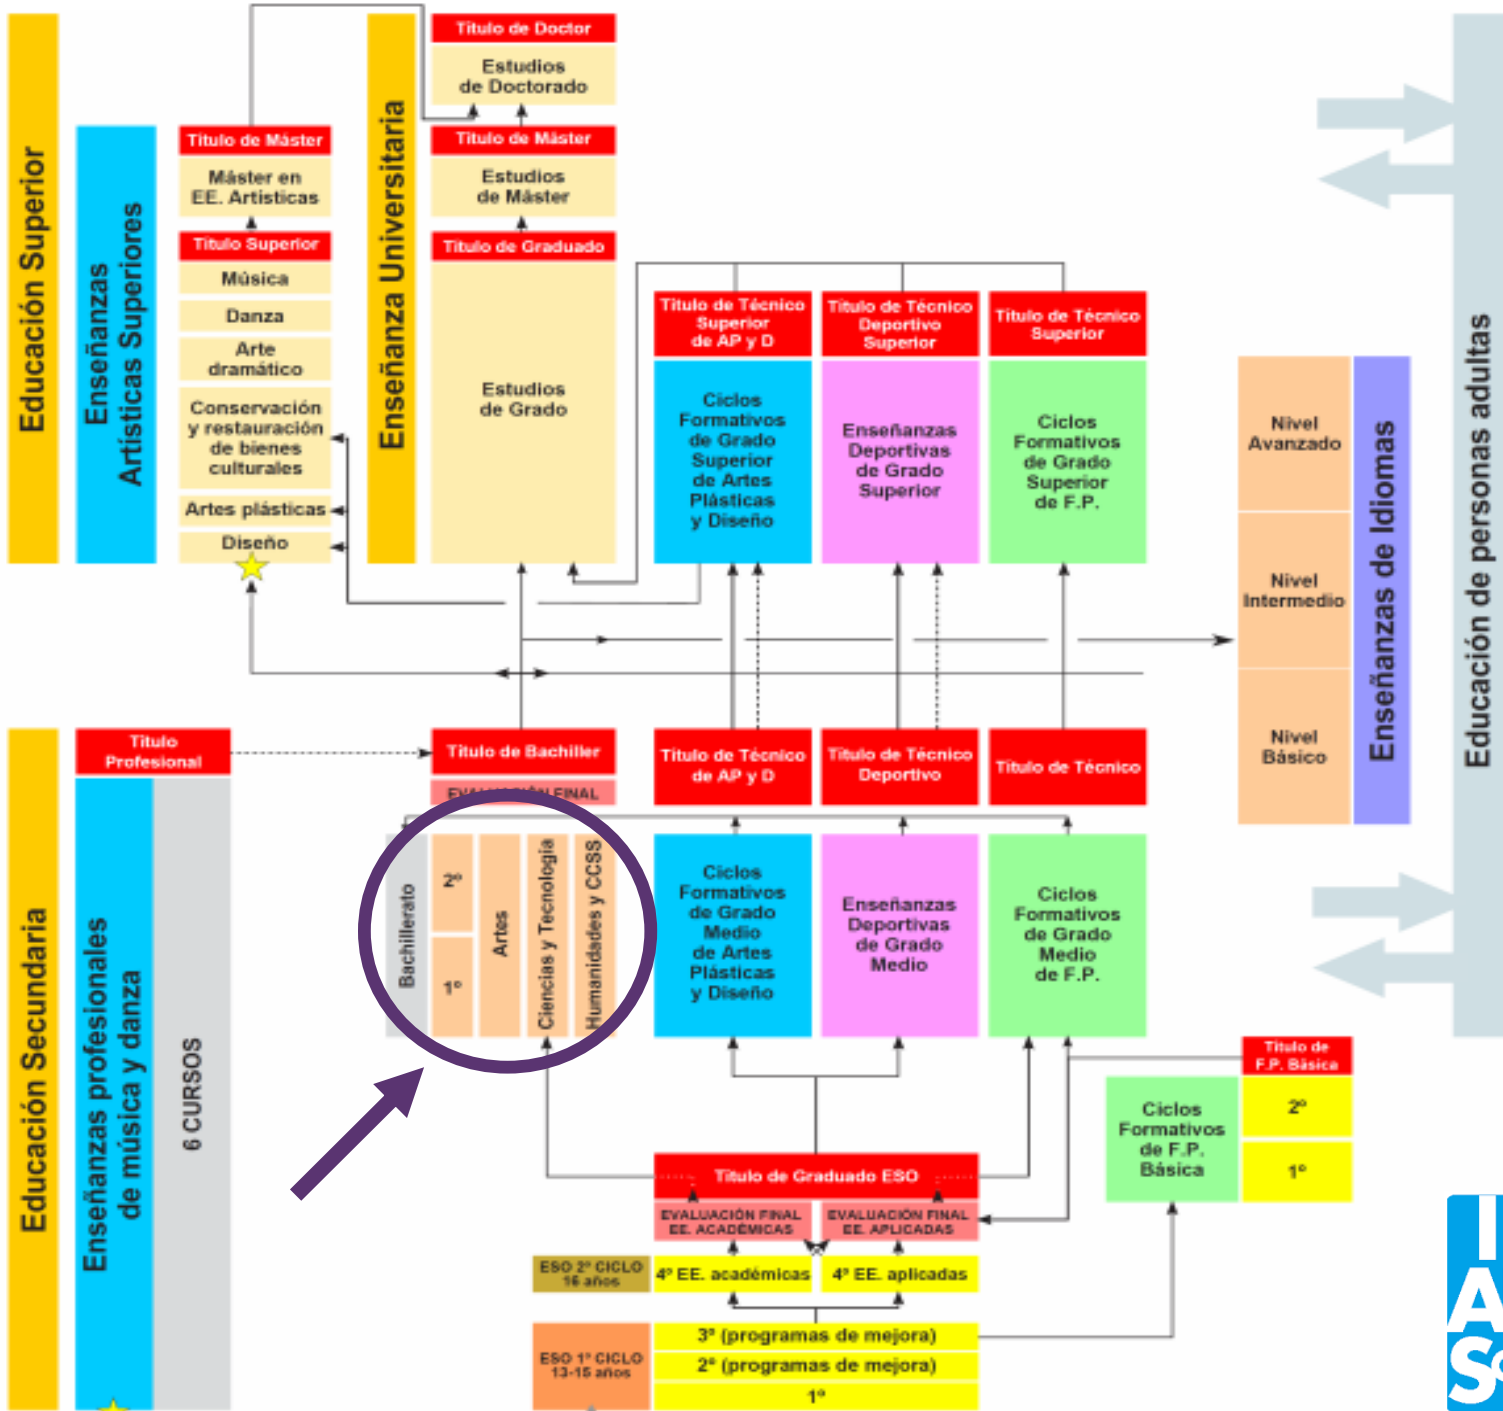 Educación Superior
Enseñanzas
Artísticas Superiores
Título de Máster
Máster en
EE. Artísticas
Título Superior
Música
Danza
Arte
dramático
Conservación
y restauración
de bienes
culturales
Artes plásticas
Diseño
Enseñanza Universitaria
Título de Doctor
Estudios
de Doctorado
Título de Máster
Estudios
de Máster
Título de Graduado
Estudios
de Grado
Título de Técnico
Superior
de AP y D
Ciclos
Formativos
de Grado
Superior
de Artes
Plásticas
y Diseño
Título de Técnico
Deportivo
Superior
Enseñanzas
Deportivas
de Grado
Superior
Título de Técnico
Superior
Ciclos
Formativos
de Grado
Superior
de F.P.
Nivel
Avanzado
Nivel
Intermedio
Nivel
Básico
Enseñanzas de Idiomas
Educación de personas adultas
Educación Secundaria
Título
Profesional
Enseñanzas profesionales
de música y danza
6 CURSOS
Título de Bachiller
EVALUACIÓN FINAL
Bachillerato
2º
1º
Artes
Ciencias y Tecnología
Humanidades y CCSS
Título de Técnico
de AP y D
Ciclos
Formativos
de Grado
Medio
de Artes
Plásticas
y Diseño
Título de Técnico
Deportivo
Enseñanzas
Deportivas
de Grado
Medio
Título de Técnico
Ciclos
Formativos
de Grado
Medio
de F.P.
Título de
F.P. Básica
Ciclos
Formativos
de F.P.
Básica
2º
1º
Título de Graduado ESO
EVALUACIÓN FINAL
EE. ACADÉMICAS
EVALUACIÓN FINAL
EE. APLICADAS
ESO 2º CICLO
16 años
4º EE. académicas
4º EE. aplicadas
ESO 1º CICLO
13-15 años
3º (programas de mejora)
2º (programas de mejora)
1º
I
A
S